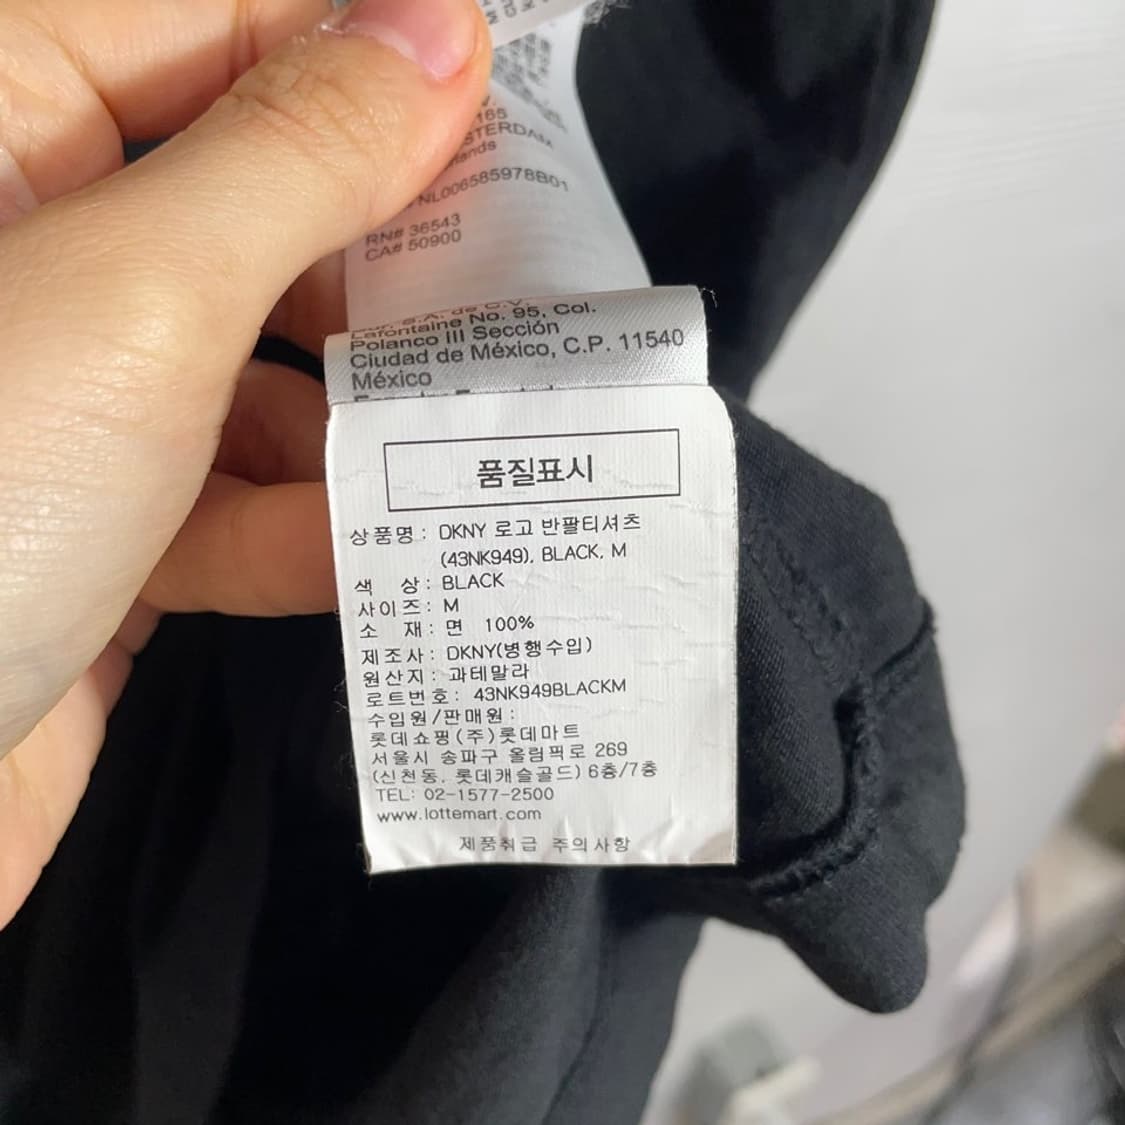 165
STERDAM
NL006585978B01
RN# 36543
CA# 50900
Lafontaine No. 95, Col.
Polanco III Sección
Ciudad de México, C.P. 11540
México
품질표시
상품명 : DKNY 로고 반팔티셔츠
(43NK949), BLACK, M
색 상 : BLACK
사이즈 : M
소 재 : 면 100%
제조사 : DKNY(병행수입)
원산지 : 과테말라
로트번호 : 43NK949BLACKM
수입원/판매원 :
롯데쇼핑(주)롯데마트
서울시 송파구 올림픽로 269
(신천동, 롯데캐슬골드) 6층/7층
TEL: 02-1577-2500
www.lottemart.com
제품취급 주의사항